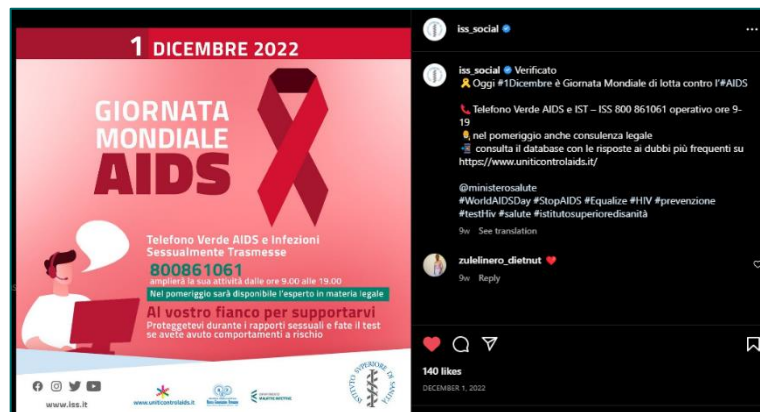 1 DICEMBRE 2022
GIORNATA
MONDIALE
AIDS
Telefono Verde AIDS e Infezioni
Sessualmente Trasmesse
800861061
amplierà la sua attività dalle ore 9.00 alle 19.00
Nel pomeriggio sarà disponibile l'esperto in materia legale
Al vostro fianco per supportarvi
Proteggetevi durante i rapporti sessuali e fate il test
se avete avuto comportamenti a rischio
www.iss.it
www.uniticontrolaids.it
ISTITUTO SUPERIORE DI SANITÀ
iss_social
iss_social Verificato
🎗️ Oggi #1Dicembre è Giornata Mondiale di lotta contro l'#AIDS
📞 Telefono Verde AIDS e IST – ISS 800 861061 operativo ore 9-
19
nel pomeriggio anche consulenza legale
📲 consulta il database con le risposte ai dubbi più frequenti su
https://www.uniticontrolaids.it/
@ministerosalute
#WorldAIDSDay #StopAIDS #Equalize #HIV #prevenzione
#testHiv #salute #istitutosuperioredisanità
9w See translation
zulelinero_dietnut ❤️
9w Reply
140 likes
DECEMBER 1, 2022